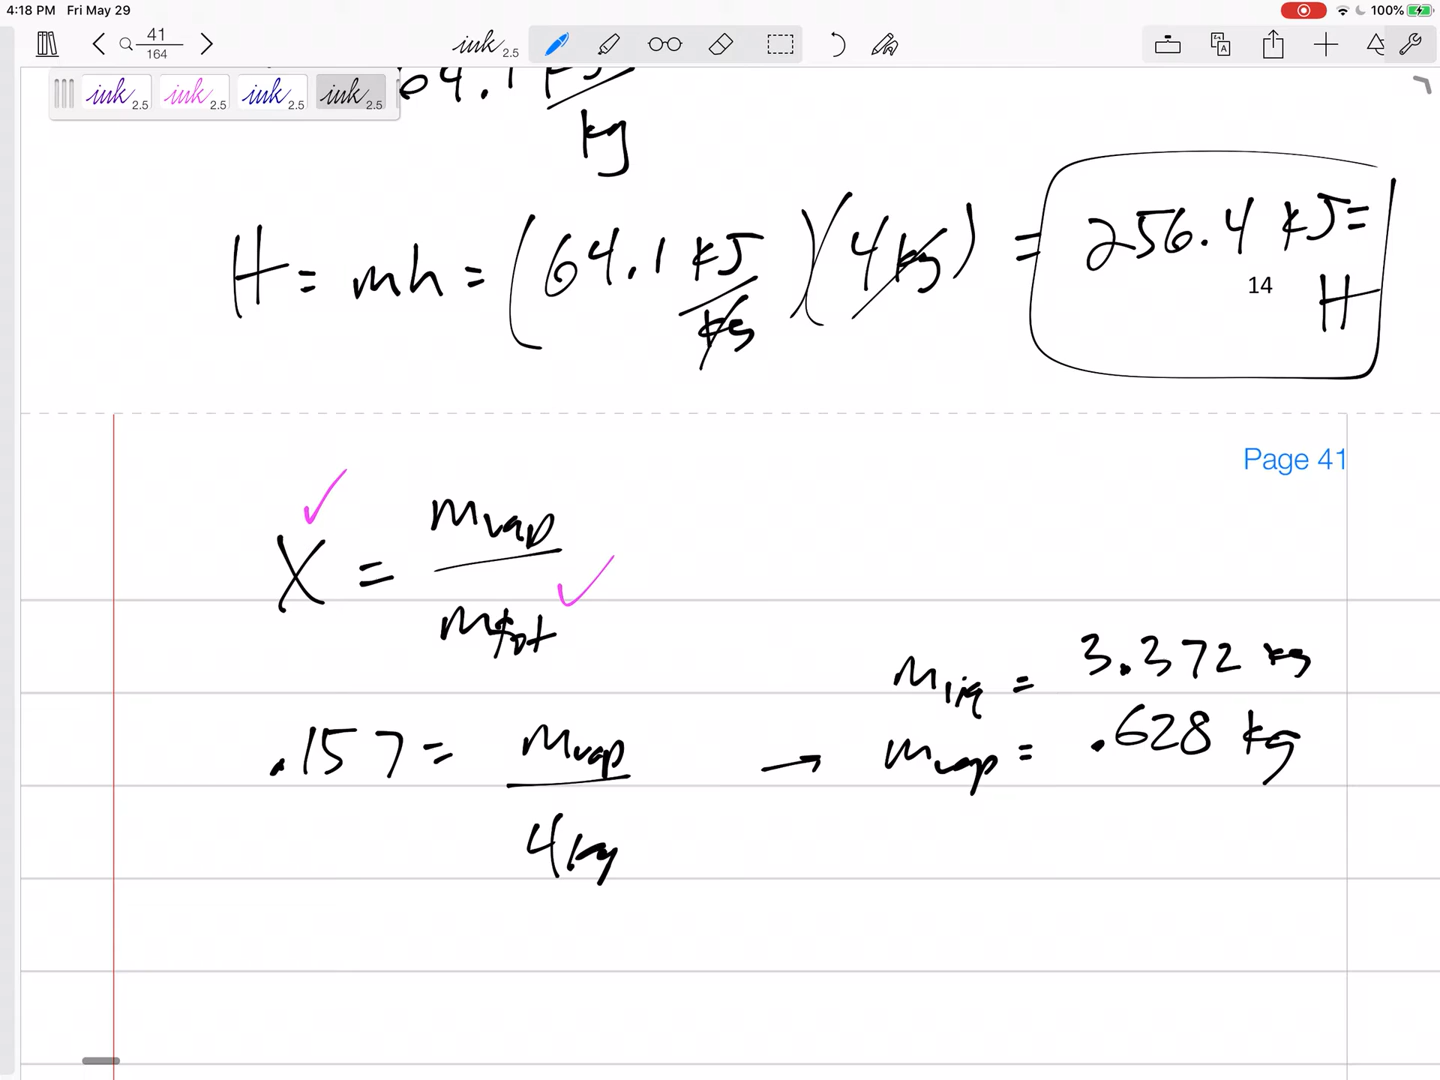 4:18 PM Fri May 29
100%
41
164
ink 2.5
ink 2.5 ink 2.5 ink 2.5 ink 2.5
64.1 kJ/kg
H = mh = (64.1 kJ/kg)(4kg) = 256.4 kJ = H
14
Page 41
X = mvap/mtot
mliq = 3.372 kg
.157 = mvap/4kg → mvap = .628 kg